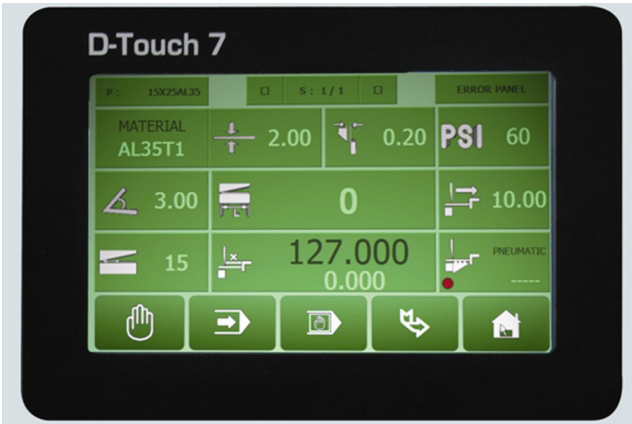 D-Touch 7
P: 15X25AL35
S: 1/1
ERROR PANEL
MATERIAL
AL35T1
2.00
0.20
PSI 60
3.00
0
10.00
15
127.000
0.000
PNEUMATIC
-----